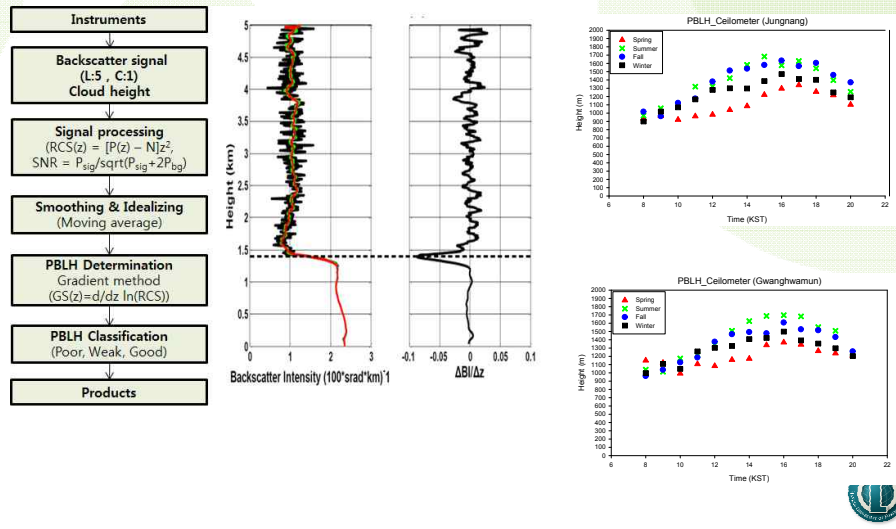 Instruments
Backscatter signal
(L:5 , C:1)
Cloud height
Signal processing
(RCS(z) = [P(z) − N]z²,
SNR = Psig/sqrt(Psig+2Pbg)
Smoothing & Idealizing
(Moving average)
PBLH Determination
Gradient method
(GS(z)=d/dz ln(RCS))
PBLH Classification
(Poor, Weak, Good)
Products
Height (km)
5
4.5
4
3.5
3
2.5
2
1.5
1
0.5
0
0 1 2 3
Backscatter Intensity (100*srad*km)-1
-0.1 -0.05 0 0.05 0.1
ΔBI/Δz
PBLH_Ceilometer (Jungnang)
Height (m)
2000
1900
1800
1700
1600
1500
1400
1300
1200
1100
1000
900
800
700
600
500
400
300
200
100
0
Spring
Summer
Fall
Winter
6 8 10 12 14 16 18 20 22
Time (KST)
PBLH_Ceilometer (Gwanghwamun)
Height (m)
2000
1900
1800
1700
1600
1500
1400
1300
1200
1100
1000
900
800
700
600
500
400
300
200
100
0
Spring
Summer
Fall
Winter
6 8 10 12 14 16 18 20 22
Time (KST)